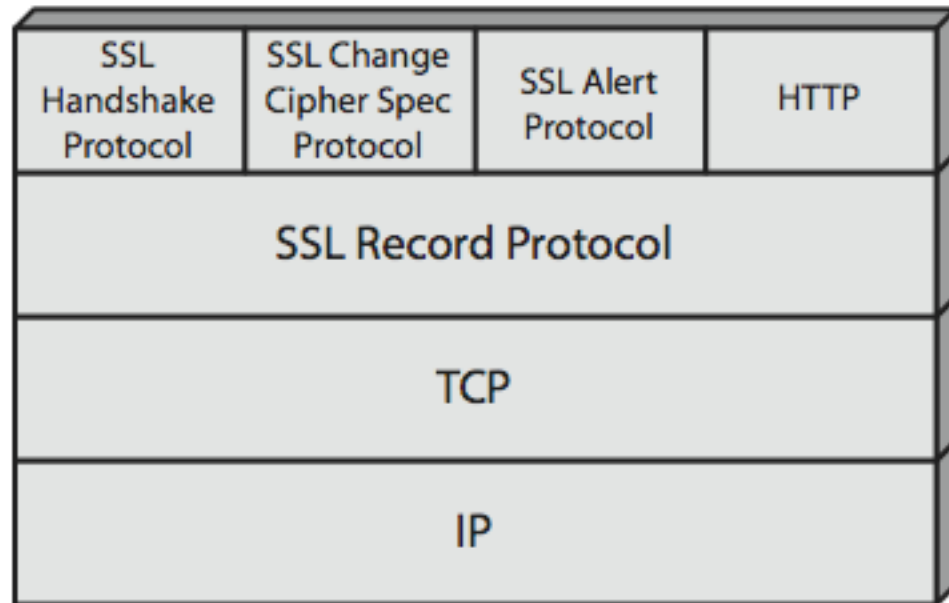 SSL
Handshake
Protocol
SSL Change
Cipher Spec
Protocol
SSL Alert
Protocol
HTTP
SSL Record Protocol
TCP
IP